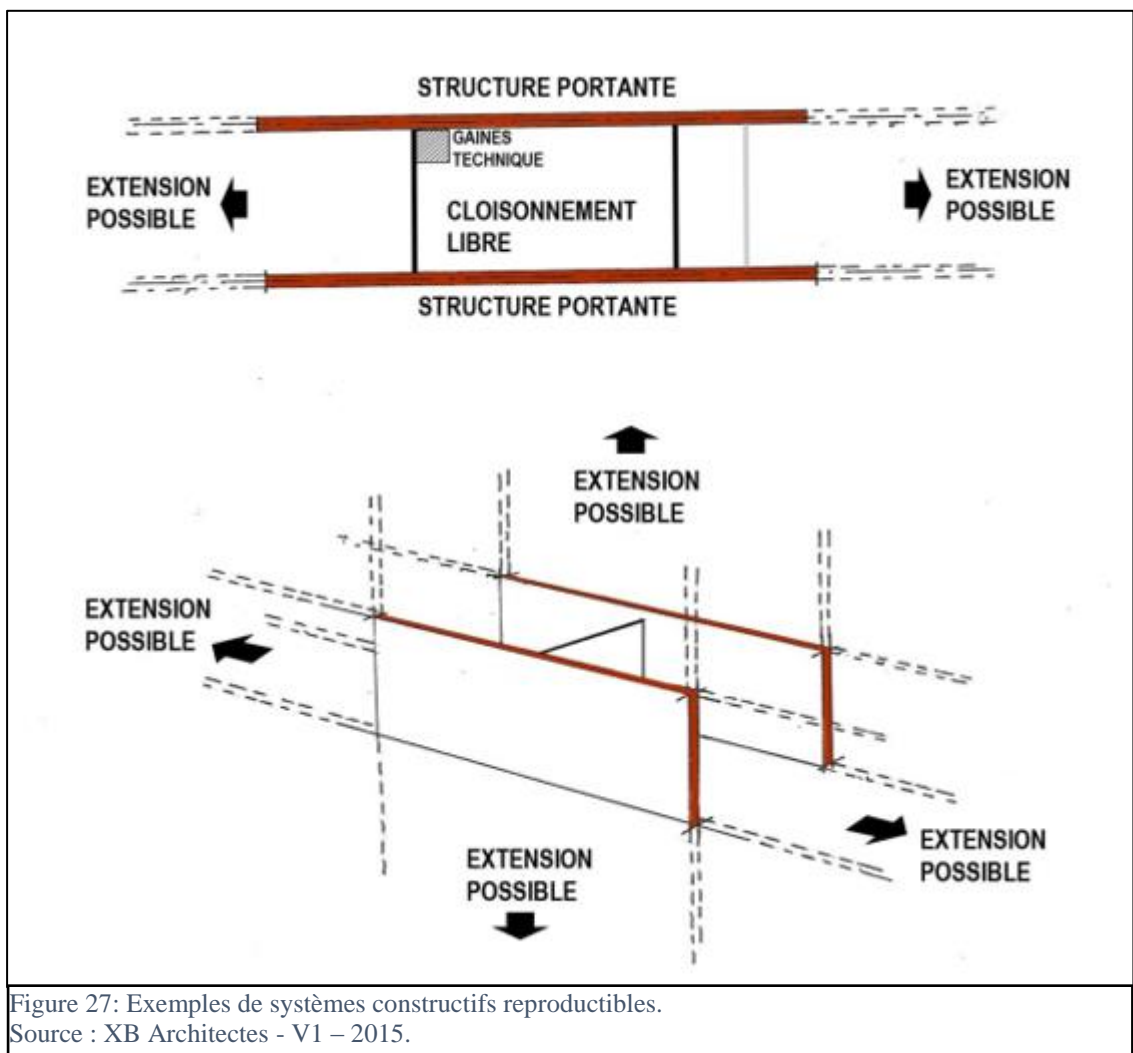 STRUCTURE PORTANTE
GAINES
TECHNIQUE
EXTENSION
POSSIBLE
CLOISONNEMENT
LIBRE
EXTENSION
POSSIBLE
STRUCTURE PORTANTE
EXTENSION
POSSIBLE
EXTENSION
POSSIBLE
EXTENSION
POSSIBLE
EXTENSION
POSSIBLE
Figure 27: Exemples de systèmes constructifs reproductibles.
Source : XB Architectes - V1 – 2015.